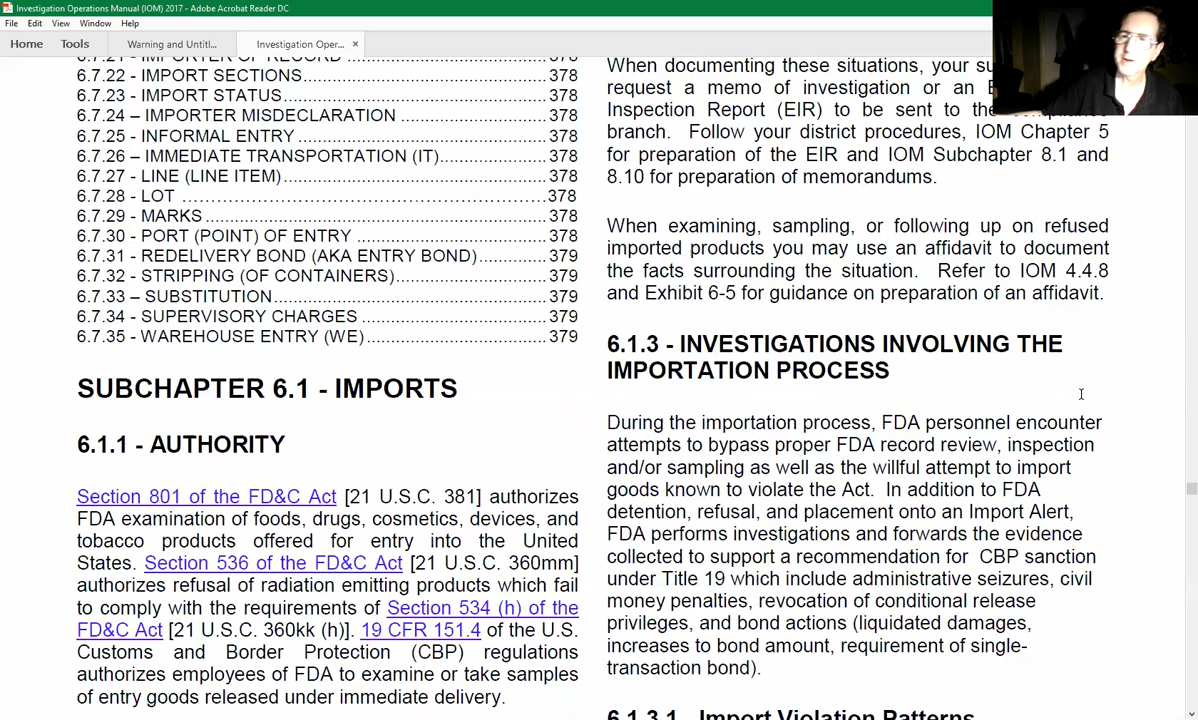 Investigation Operations Manual (IOM) 2017 - Adobe Acrobat Reader DC
File Edit View Window Help
Home Tools Warning and Untitl... Investigation Oper... ×
6.7.21 - IMPORTER OF RECORD 378
6.7.22 - IMPORT SECTIONS 378
6.7.23 - IMPORT STATUS 378
6.7.24 – IMPORTER MISDECLARATION 378
6.7.25 - INFORMAL ENTRY 378
6.7.26 – IMMEDIATE TRANSPORTATION (IT) 378
6.7.27 - LINE (LINE ITEM) 378
6.7.28 - LOT 378
6.7.29 - MARKS 378
6.7.30 - PORT (POINT) OF ENTRY 378
6.7.31 - REDELIVERY BOND (AKA ENTRY BOND) 379
6.7.32 - STRIPPING (OF CONTAINERS) 379
6.7.33 – SUBSTITUTION 379
6.7.34 - SUPERVISORY CHARGES 379
6.7.35 - WAREHOUSE ENTRY (WE) 379
SUBCHAPTER 6.1 - IMPORTS
6.1.1 - AUTHORITY
Section 801 of the FD&C Act [21 U.S.C. 381] authorizes
FDA examination of foods, drugs, cosmetics, devices, and
tobacco products offered for entry into the United
States. Section 536 of the FD&C Act [21 U.S.C. 360mm]
authorizes refusal of radiation emitting products which fail
to comply with the requirements of Section 534 (h) of the
FD&C Act [21 U.S.C. 360kk (h)]. 19 CFR 151.4 of the U.S.
Customs and Border Protection (CBP) regulations
authorizes employees of FDA to examine or take samples
of entry goods released under immediate delivery.
When documenting these situations, your
request a memo of investigation or an
Inspection Report (EIR) to be sent to the
branch. Follow your district procedures, IOM Chapter 5
for preparation of the EIR and IOM Subchapter 8.1 and
8.10 for preparation of memorandums.
When examining, sampling, or following up on refused
imported products you may use an affidavit to document
the facts surrounding the situation. Refer to IOM 4.4.8
and Exhibit 6-5 for guidance on preparation of an affidavit.
6.1.3 - INVESTIGATIONS INVOLVING THE
IMPORTATION PROCESS
During the importation process, FDA personnel encounter
attempts to bypass proper FDA record review, inspection
and/or sampling as well as the willful attempt to import
goods known to violate the Act. In addition to FDA
detention, refusal, and placement onto an Import Alert,
FDA performs investigations and forwards the evidence
collected to support a recommendation for CBP sanction
under Title 19 which include administrative seizures, civil
money penalties, revocation of conditional release
privileges, and bond actions (liquidated damages,
increases to bond amount, requirement of single-
transaction bond).
6.1.3.1 - Import Violation Patterns